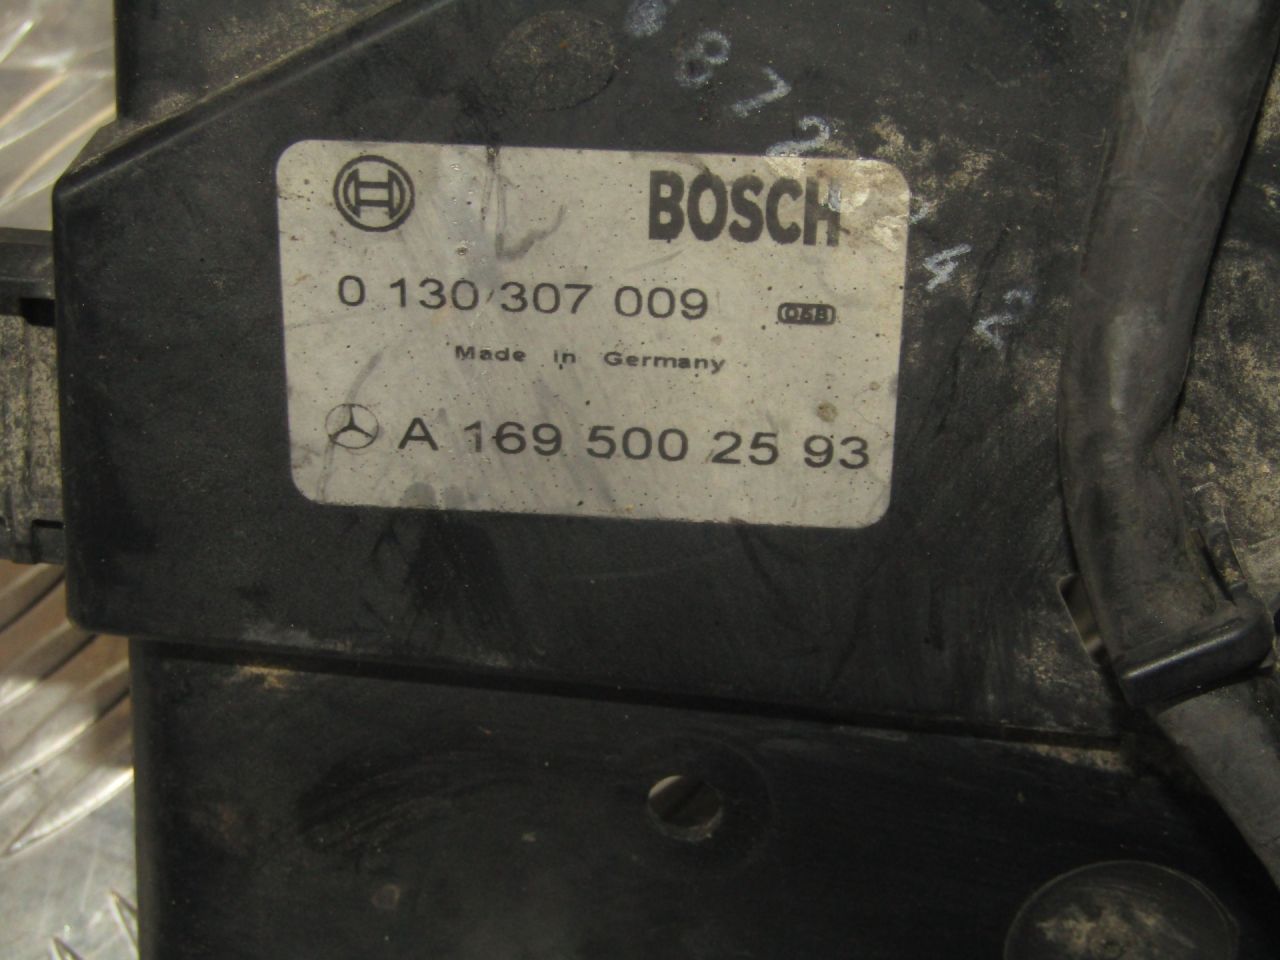 BOSCH
0 130 307 009
Made in Germany
A 169 500 25 93